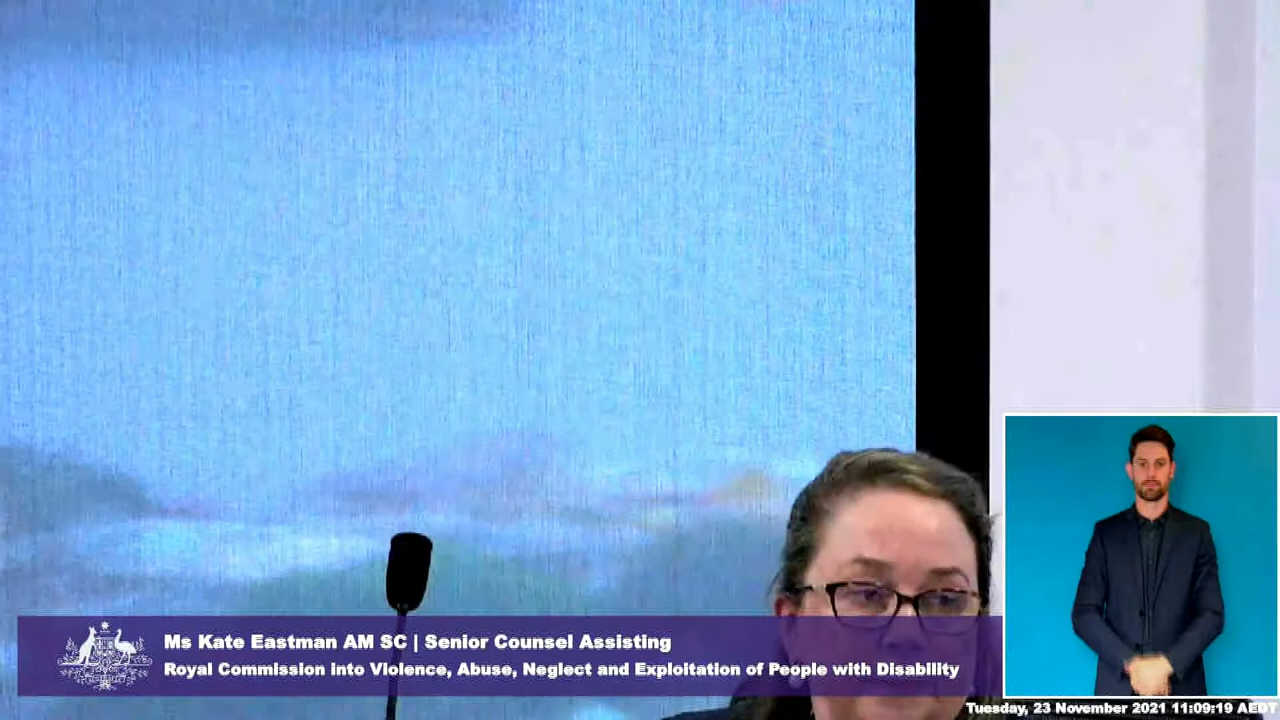 Ms Kate Eastman AM SC | Senior Counsel Assisting
Royal Commission into Violence, Abuse, Neglect and Exploitation of People with Disability
Tuesday, 23 November 2021 11:09:19 AEDT